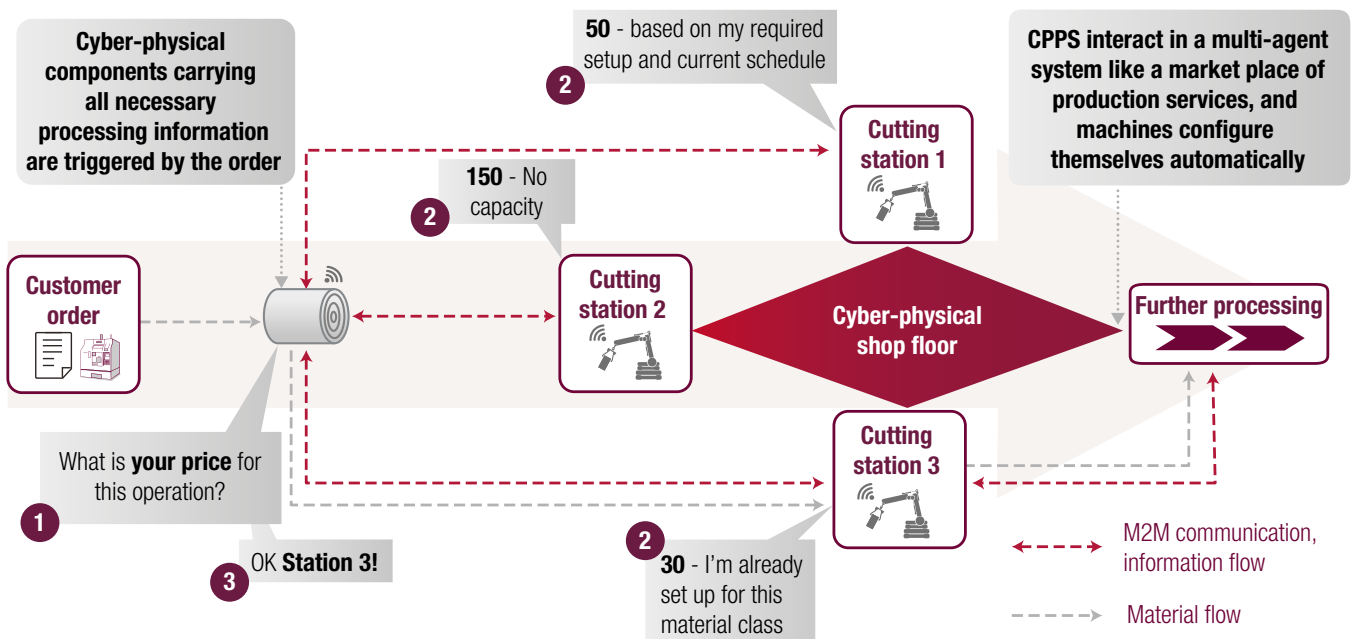 Cyber-physical
components carrying
all necessary
processing information
are triggered by the order
50 - based on my required
setup and current schedule
2
CPPS interact in a multi-agent
system like a market place of
production services, and
machines configure
themselves automatically
150 - No
capacity
2
Cutting
station 1
Customer
order
Cutting
station 2
Cyber-physical
shop floor
Further processing
What is your price for
this operation?
1
OK Station 3!
3
Cutting
station 3
2
30 - I'm already
set up for this
material class
M2M communication,
information flow
Material flow